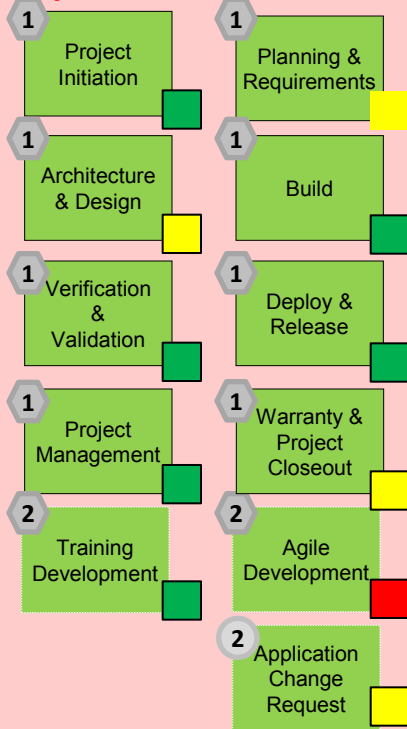 1
Project
Initiation
1
Planning &
Requirements
1
Architecture
& Design
1
Build
1
Verification
&
Validation
1
Deploy &
Release
1
Project
Management
1
Warranty &
Project
Closeout
2
Training
Development
2
Agile
Development
2
Application
Change
Request